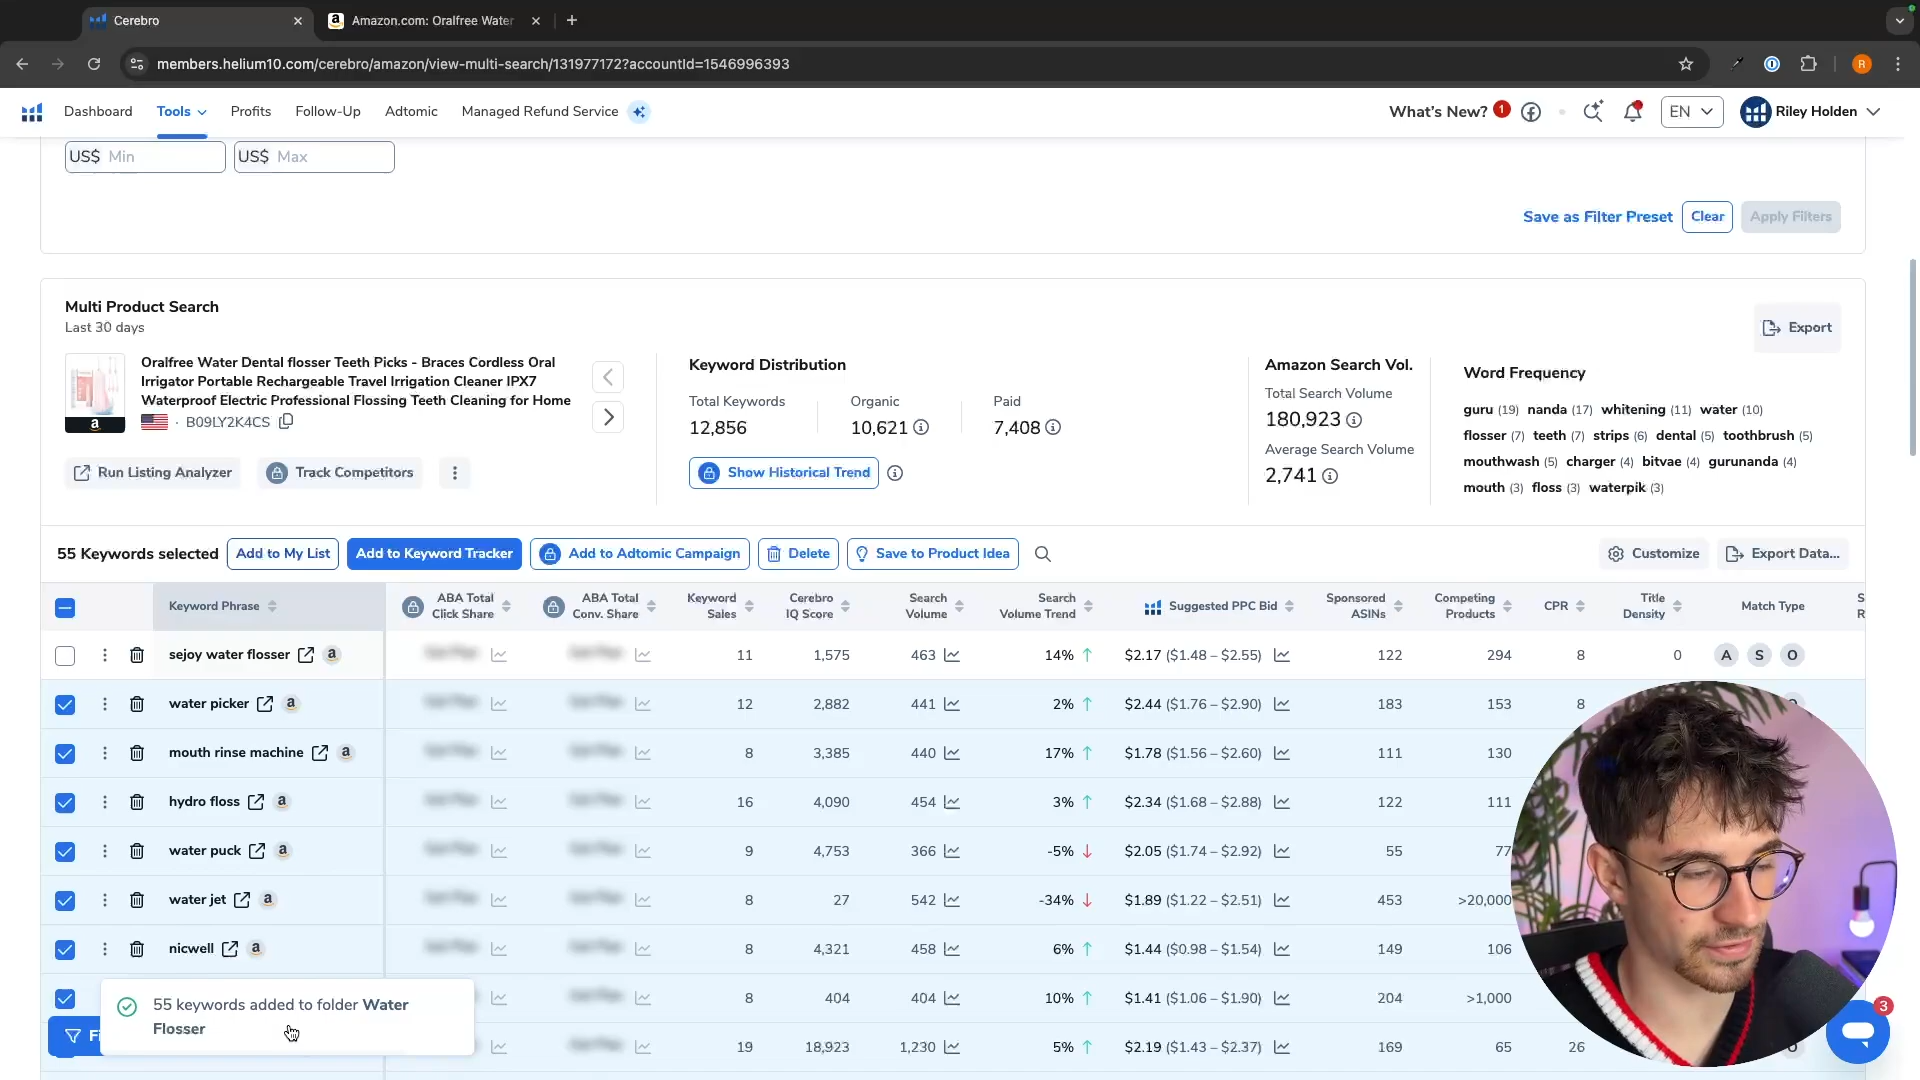 Cerebro
Amazon.com: Oralfree Water
members.helium10.com/cerebro/amazon/view-multi-search/131977172?accountId=1546996393
R
Dashboard Tools Profits Follow-Up Adtomic Managed Refund Service What's New? 1 EN Riley Holden
US$ Min US$ Max
Save as Filter Preset Clear Apply Filters
Multi Product Search
Last 30 days
Export
Oralfree Water Dental flosser Teeth Picks - Braces Cordless Oral
Irrigator Portable Rechargeable Travel Irrigation Cleaner IPX7
Waterproof Electric Professional Flossing Teeth Cleaning for Home
· B09LY2K4CS
Run Listing Analyzer Track Competitors
Keyword Distribution
Total Keywords Organic Paid
12,856 10,621 7,408
Show Historical Trend
Amazon Search Vol.
Total Search Volume
180,923
Average Search Volume
2,741
Word Frequency
guru (19) nanda (17) whitening (11) water (10)
flosser (7) teeth (7) strips (6) dental (5) toothbrush (5)
mouthwash (5) charger (4) bitvae (4) gurunanda (4)
mouth (3) floss (3) waterpik (3)
55 Keywords selected Add to My List Add to Keyword Tracker Add to Adtomic Campaign Delete Save to Product Idea Customize Export Data...
Keyword Phrase ABA Total Click Share ABA Total Conv. Share Keyword Sales Cerebro IQ Score Search Volume Search Volume Trend Suggested PPC Bid Sponsored ASINs Competing Products CPR Title Density Match Type S R
sejoy water flosser 11 1,575 463 14% $2.17 ($1.48 – $2.55) 122 294 8 0 A S O
water picker 12 2,882 441 2% $2.44 ($1.76 – $2.90) 183 153 8
mouth rinse machine 8 3,385 440 17% $1.78 ($1.56 – $2.60) 111 130
hydro floss 16 4,090 454 3% $2.34 ($1.68 – $2.88) 122 111
water puck 9 4,753 366 -5% $2.05 ($1.74 – $2.92) 55 77
water jet 8 27 542 -34% $1.89 ($1.22 – $2.51) 453 >20,000
nicwell 8 4,321 458 6% $1.44 ($0.98 – $1.54) 149 106
8 404 404 10% $1.41 ($1.06 – $1.90) 204 >1,000
19 18,923 1,230 5% $2.19 ($1.43 – $2.37) 169 65 26
55 keywords added to folder Water
Flosser
3